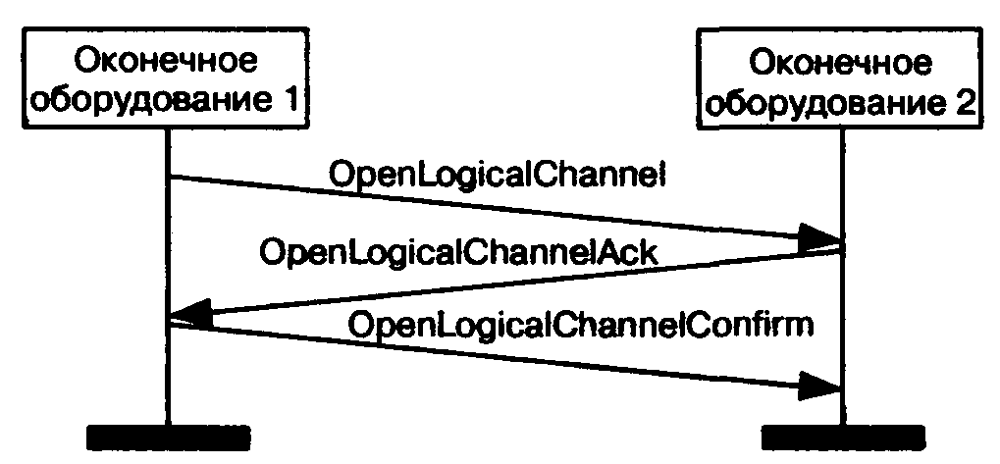 Оконечное
оборудование 1
Оконечное
оборудование 2
OpenLogicalChannel
OpenLogicalChannelAck
OpenLogicalChannelConfirm